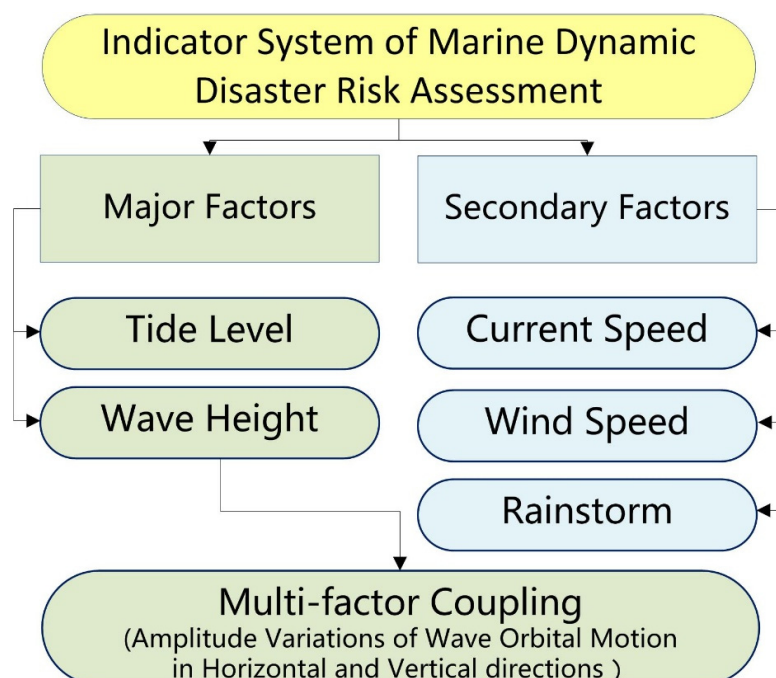 Indicator System of Marine Dynamic
Disaster Risk Assessment
Major Factors
Secondary Factors
Tide Level
Current Speed
Wave Height
Wind Speed
Rainstorm
Multi-factor Coupling
(Amplitude Variations of Wave Orbital Motion
in Horizontal and Vertical directions )